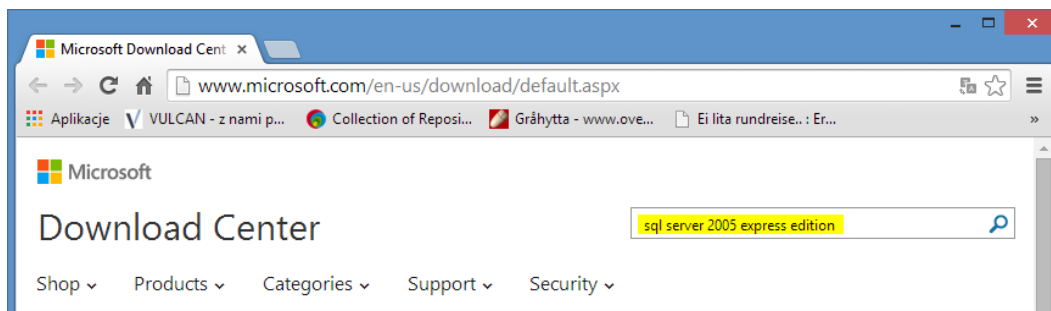 Microsoft Download Cent
www.microsoft.com/en-us/download/default.aspx
Aplikacje VULCAN - z nami p... Collection of Reposi... Gråhytta - www.ove... Ei lita rundreise.. : Er... »
Microsoft
Download Center
sql server 2005 express edition
Shop Products Categories Support Security